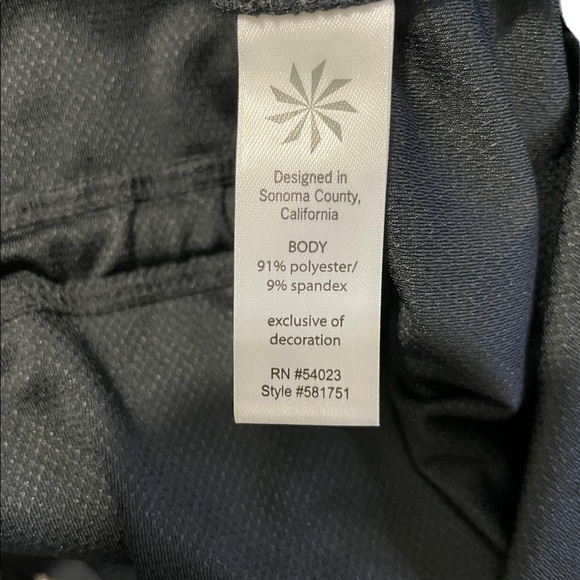 Designed in
Sonoma County,
California
BODY
91% polyester/
9% spandex
exclusive of
decoration
RN #54023
Style #581751